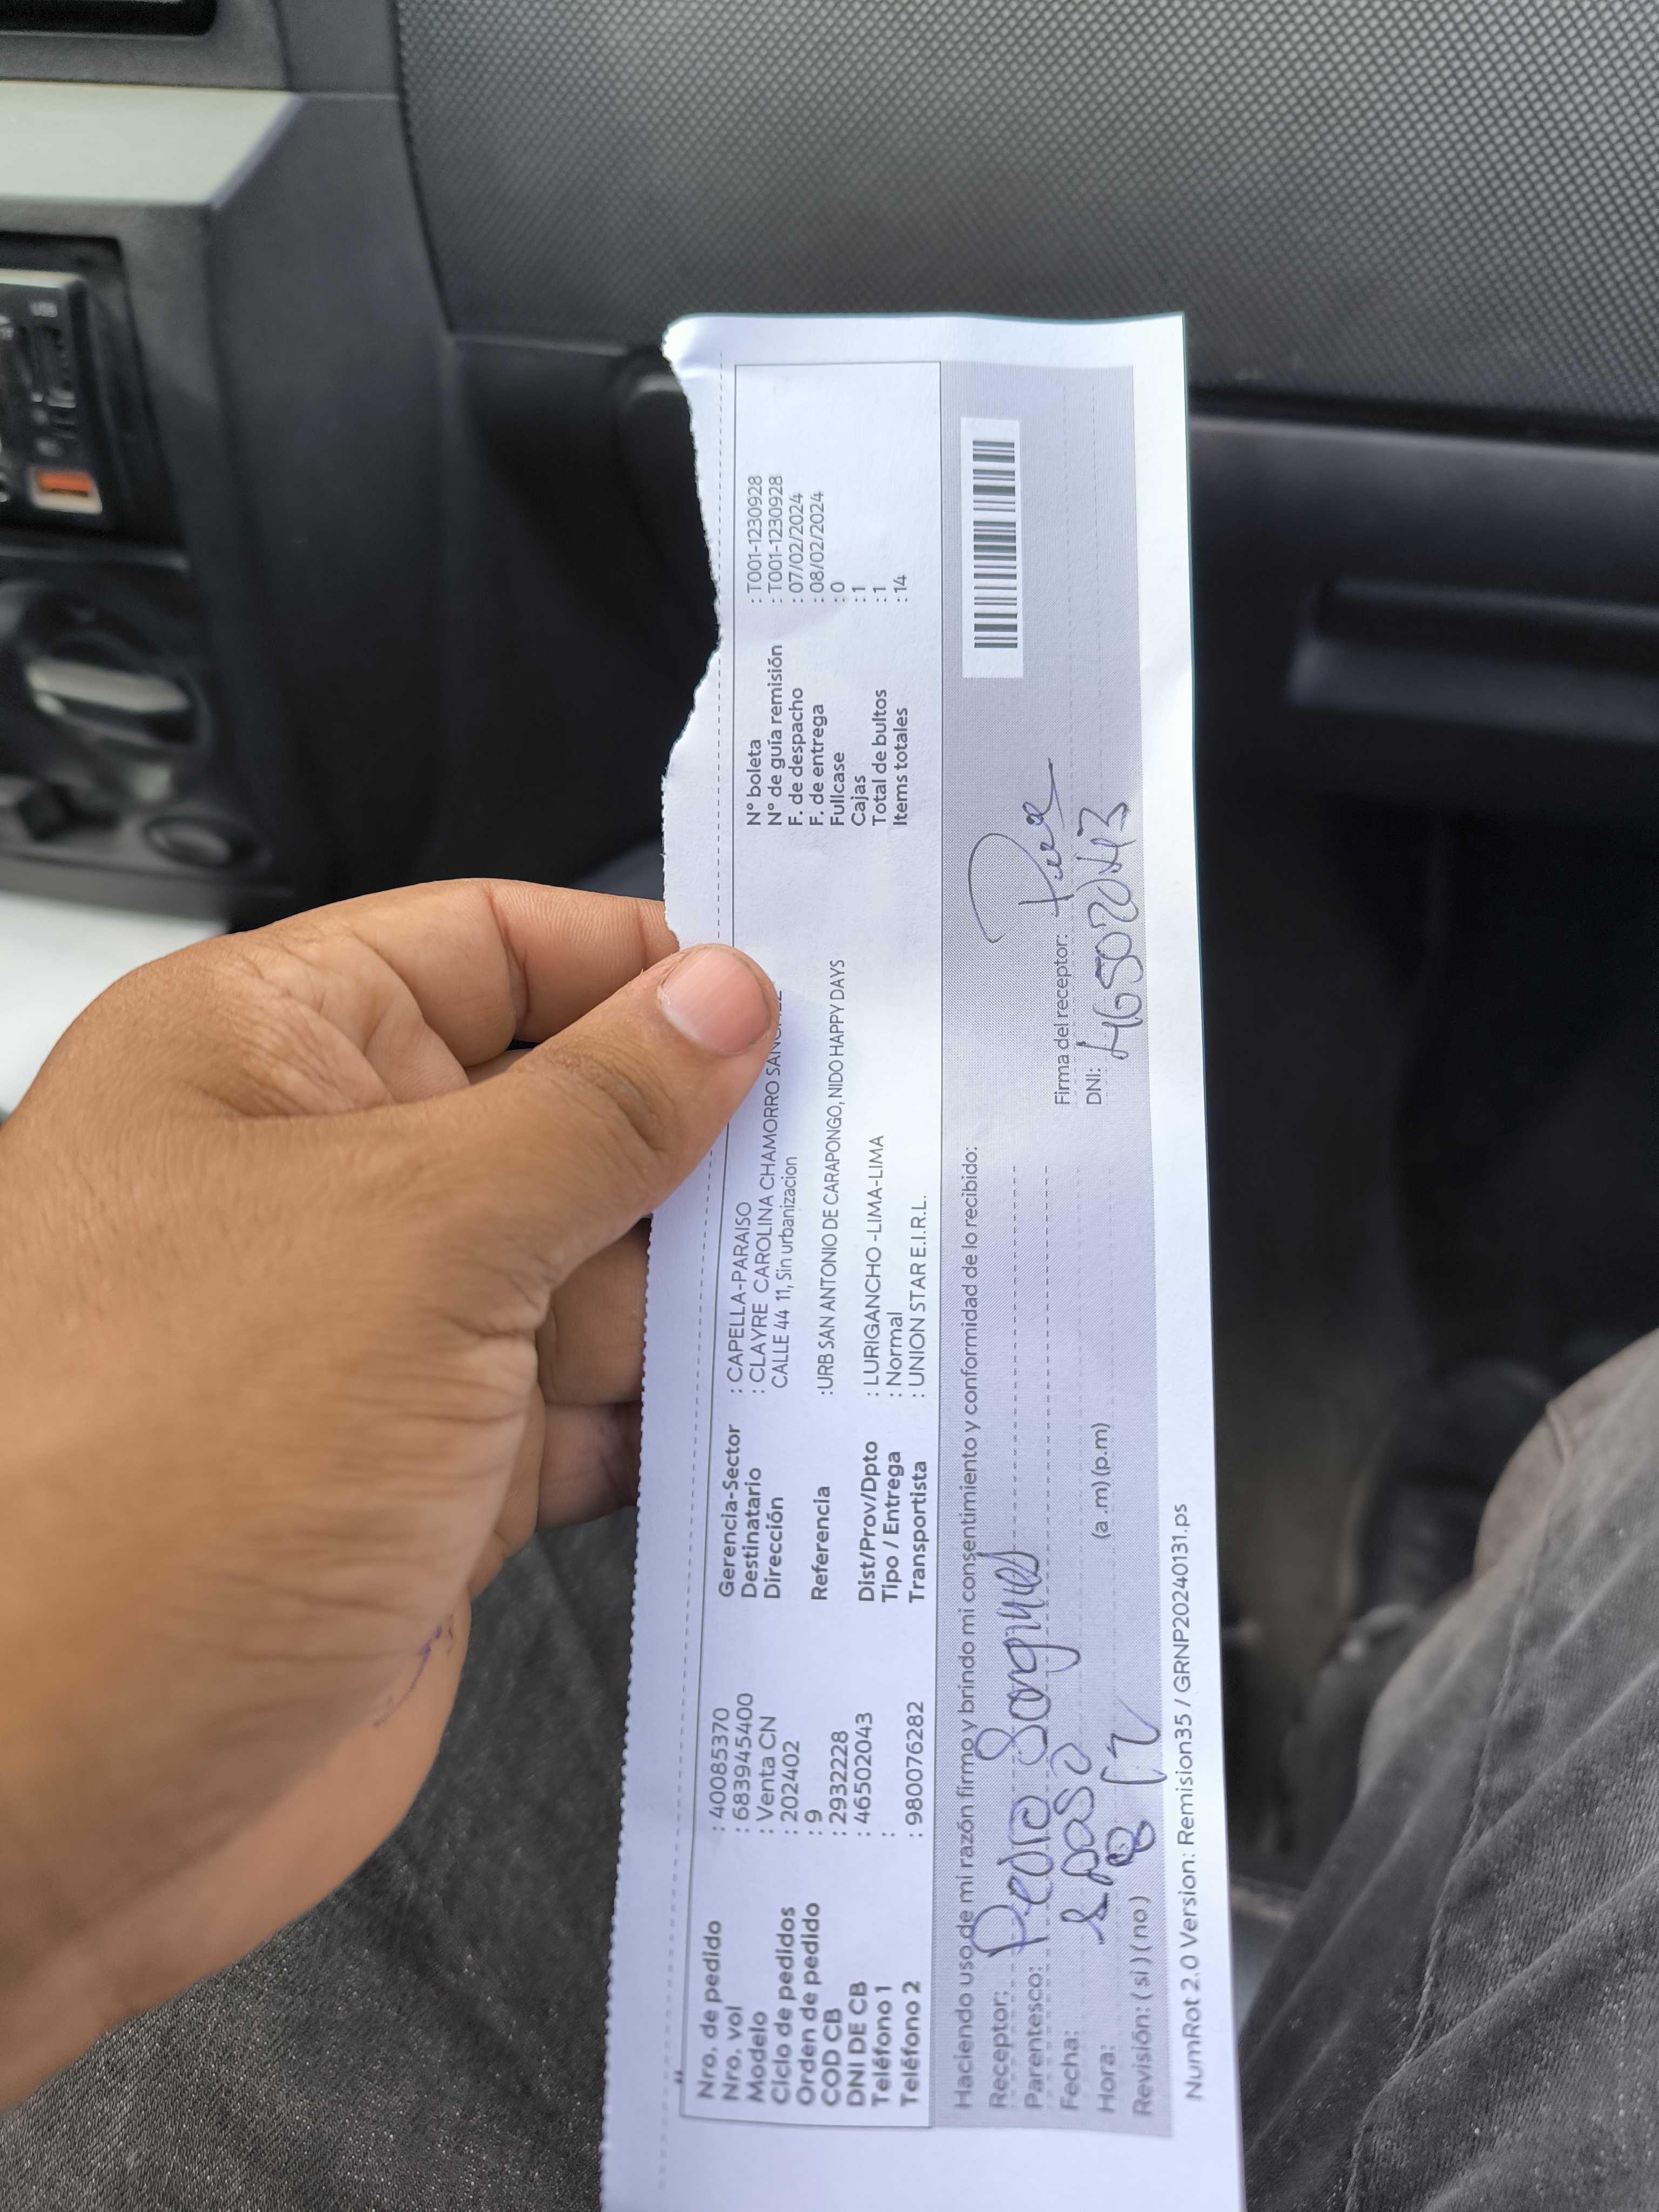 Nro. de pedido : 40085370
Nro. vol : 683945400
Modelo : Venta CN
Ciclo de pedidos : 202402
Orden de pedido : 9
COD CB : 2932228
DNI DE CB : 46502043
Teléfono 1 :
Teléfono 2 : 980076282
Gerencia-Sector : CAPELLA-PARAISO
Destinatario : CLAYRE CAROLINA CHAMORRO
Dirección CALLE 44 11, Sin urbanizacion
Referencia :URB SAN ANTONIO DE CARAPONGO, NIDO HAPPY DAYS
Dist/Prov/Dpto : LURIGANCHO -LIMA-LIMA
Tipo / Entrega : Normal
Transportista : UNION STAR E.I.R.L.
N° boleta : T001-1230928
N° de guía remisión : T001-1230928
F. de despacho : 07/02/2024
F. de entrega : 08/02/2024
Fullcase : 0
Cajas : 1
Total de bultos : 1
Items totales : 14
Haciendo uso de mi razón firmo y brindo mi consentimiento y conformidad de lo recibido:
Receptor: Pedro
Parentesco:
Fecha:
Hora: (a .m) (p.m)
Revisión: ( si ) ( no )
Firma del receptor:
DNI: 46502043
NumRot 2.0 Version: Remision35 / GRNP20240131.ps